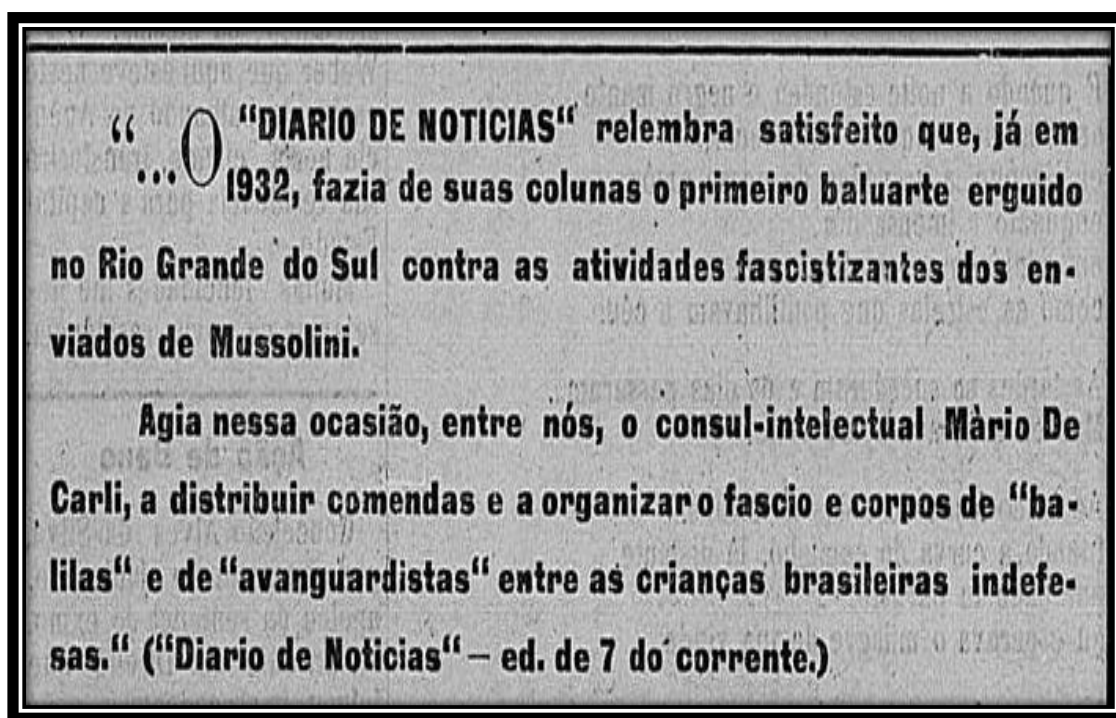 "...O "DIARIO DE NOTICIAS" relembra satisfeito que, já em
1932, fazia de suas colunas o primeiro baluarte erguido
no Rio Grande do Sul contra as atividades fascistizantes dos en-
viados de Mussolini.
Agia nessa ocasião, entre nós, o consul-intelectual Màrio De
Carli, a distribuir comendas e a organizar o fascio e corpos de "ba-
lilas" e de "avanguardistas" entre as crianças brasileiras indefe-
sas." ("Diario de Noticias" — ed. de 7 do corrente.)